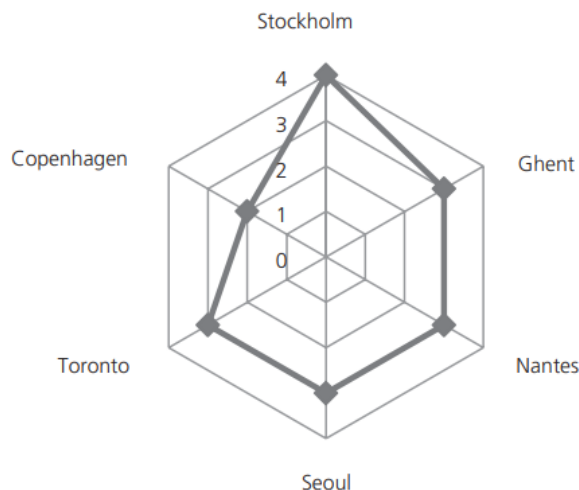 Stockholm
4
3
Copenhagen
Ghent
2
1
0
Toronto
Nantes
Seoul